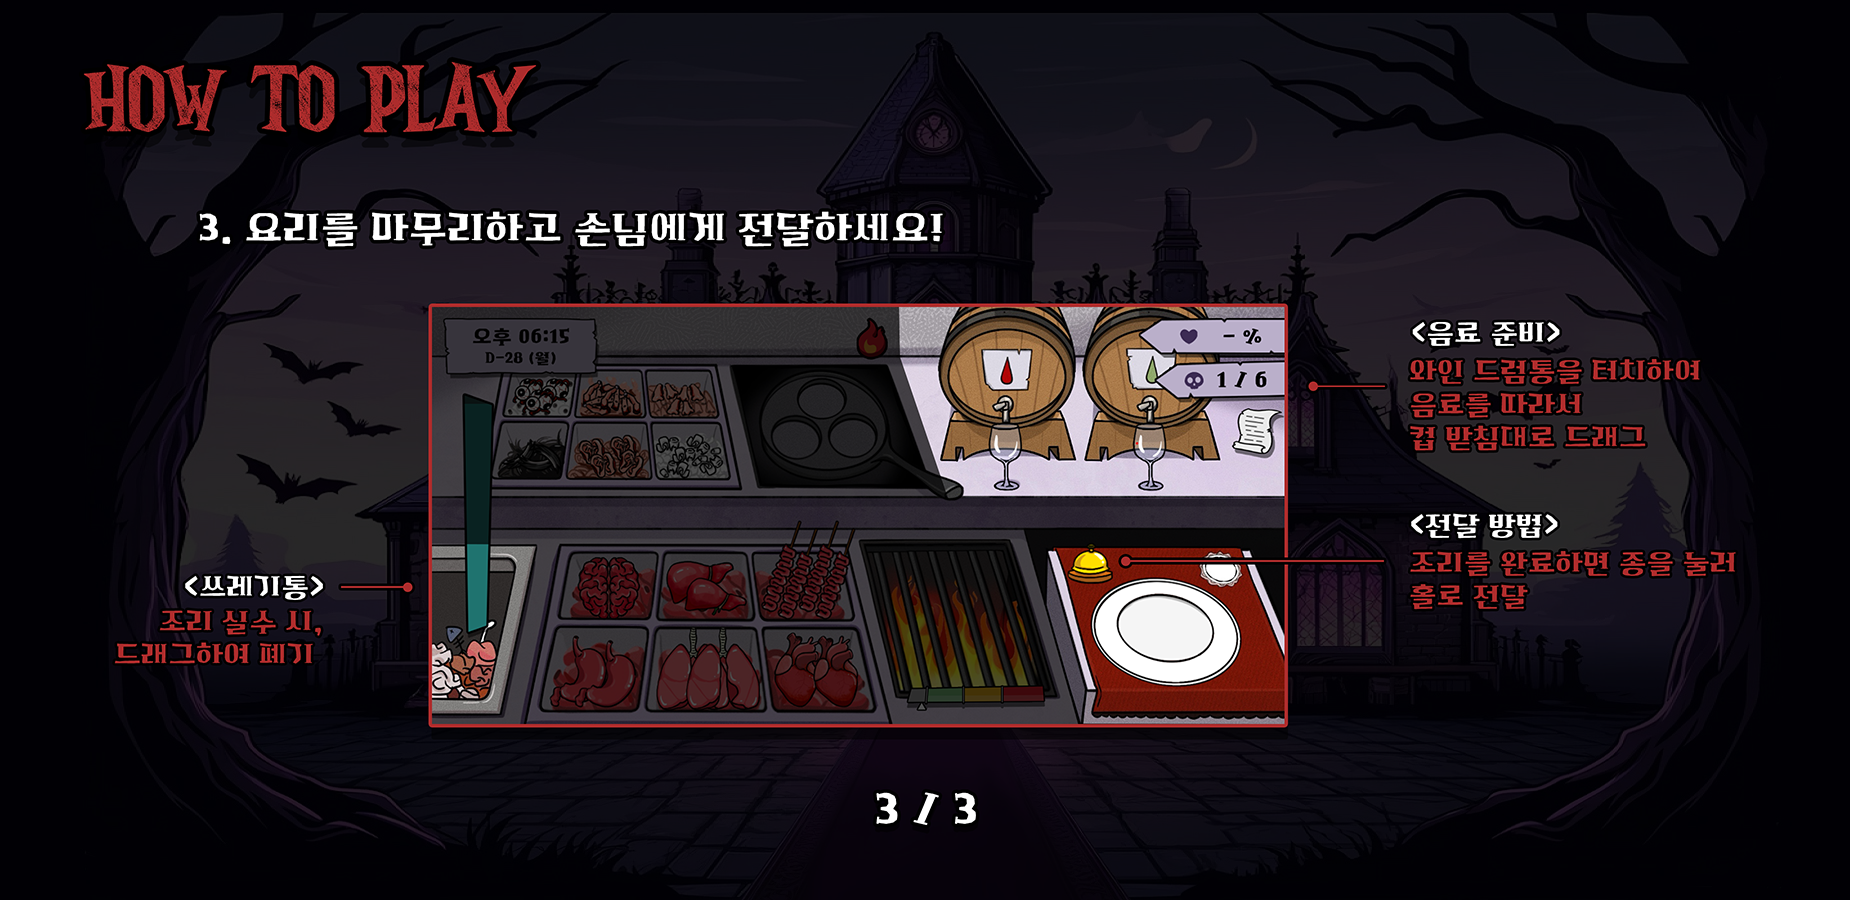 HOW TO PLAY
3. 요리를 마무리하고 손님에게 전달하세요!
오후 06:15
D-28 (월)
- %
1 / 6
<음료 준비>
와인 드럼통을 터치하여
음료를 따라서
컵 받침대로 드래그
<전달 방법>
조리를 완료하면 종을 눌러
홀로 전달
<쓰레기통>
조리 실수 시,
드래그하여 폐기
3 / 3